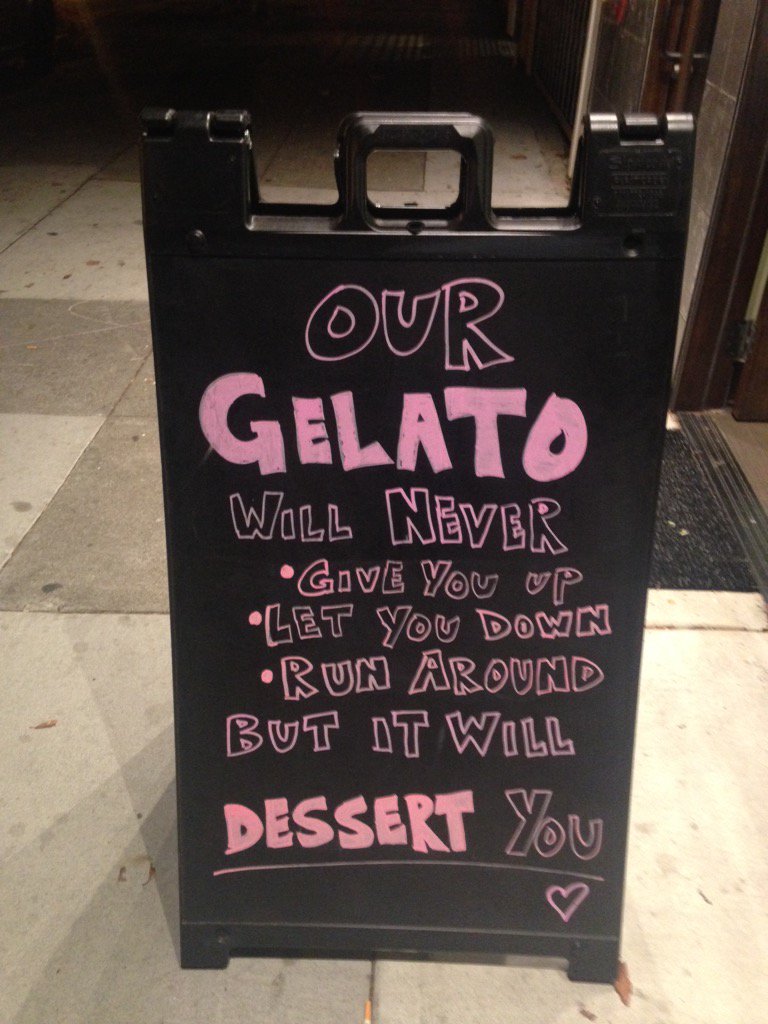 OUR
GELATO
WILL NEVER
• GIVE YOU UP
• LET YOU DOWN
• RUN AROUND
BUT IT WILL
DESSERT YOU